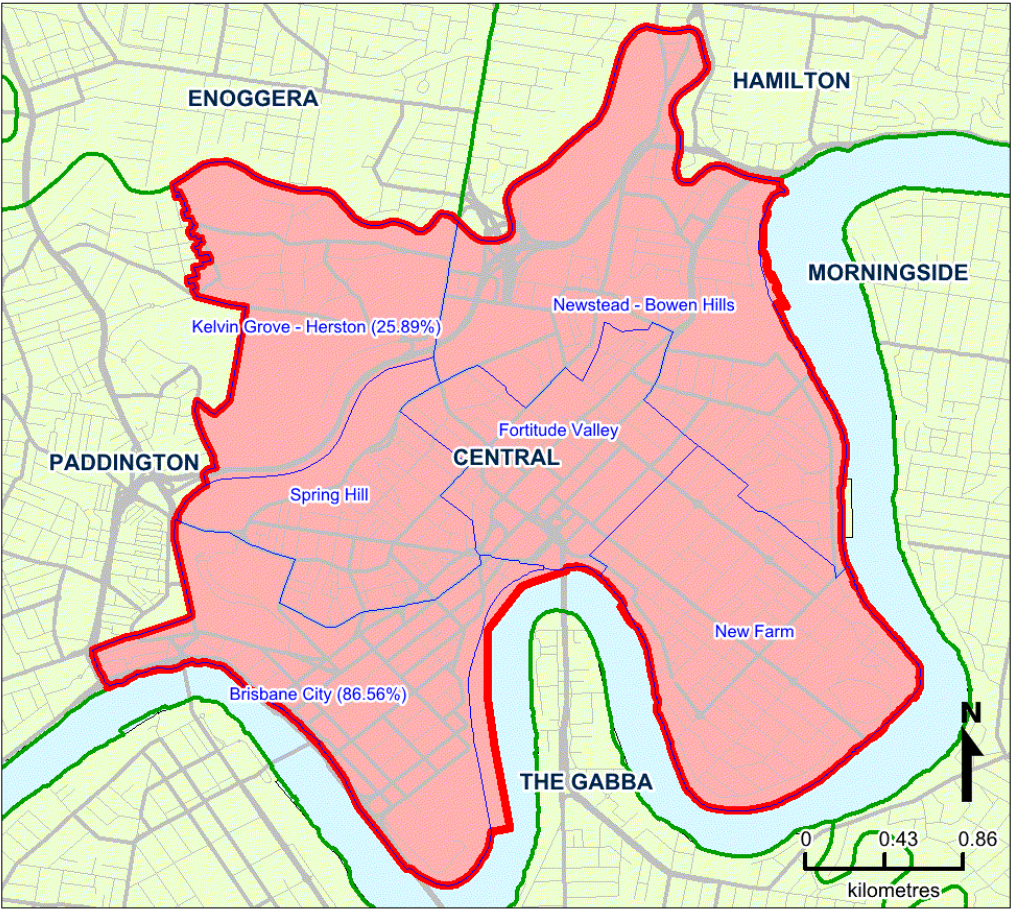 HAMILTON
ENOGGERA
MORNINGSIDE
Newstead - Bowen Hills
Kelvin Grove - Herston (25.89%)
Fortitude Valley
CENTRAL
PADDINGTON
Spring Hill
New Farm
Brisbane City (86.56%)
N
THE GABBA
0 0.43 0.86
kilometres